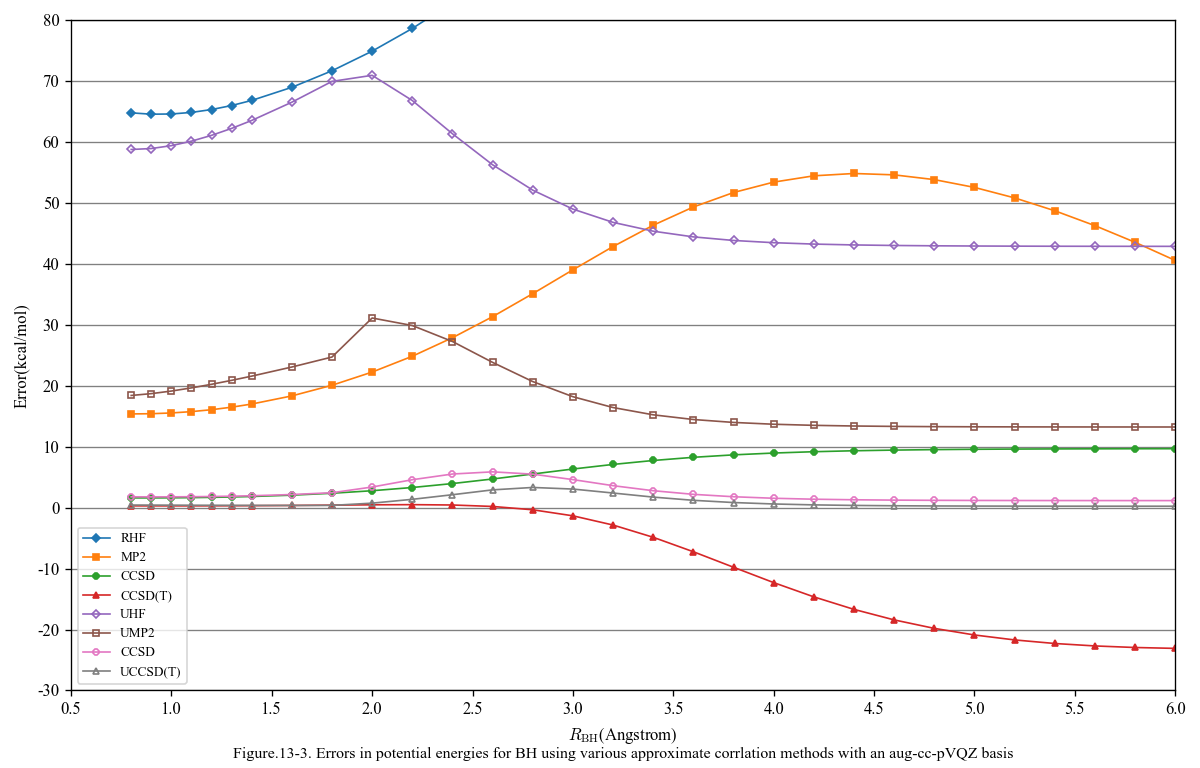 80
70
60
50
40
30
20
10
0
-10
-20
-30
Error(kcal/mol)
RHF
MP2
CCSD
CCSD(T)
UHF
UMP2
CCSD
UCCSD(T)
0.5 1.0 1.5 2.0 2.5 3.0 3.5 4.0 4.5 5.0 5.5 6.0
RBH(Angstrom)
Figure.13-3. Errors in potential energies for BH using various approximate corrlation methods with an aug-cc-pVQZ basis